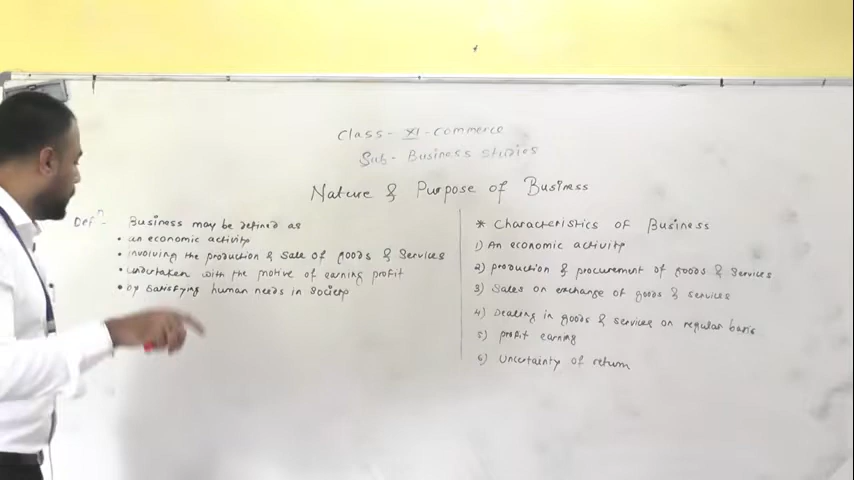 Class - XI - Commerce
Sub - Business Studies
Nature & Purpose of Business
Defn - Business may be defined as
• an economic activity
• involving the production & sale of goods & services
• undertaken with the motive of earning profit
• by satisfying human needs in society
* Characteristics of Business
1) An economic activity
2) production & procurement of goods & services
3) Sales or exchange of goods & services
4) Dealing in goods & services on regular basis
5) profit earning
6) Uncertainty of return